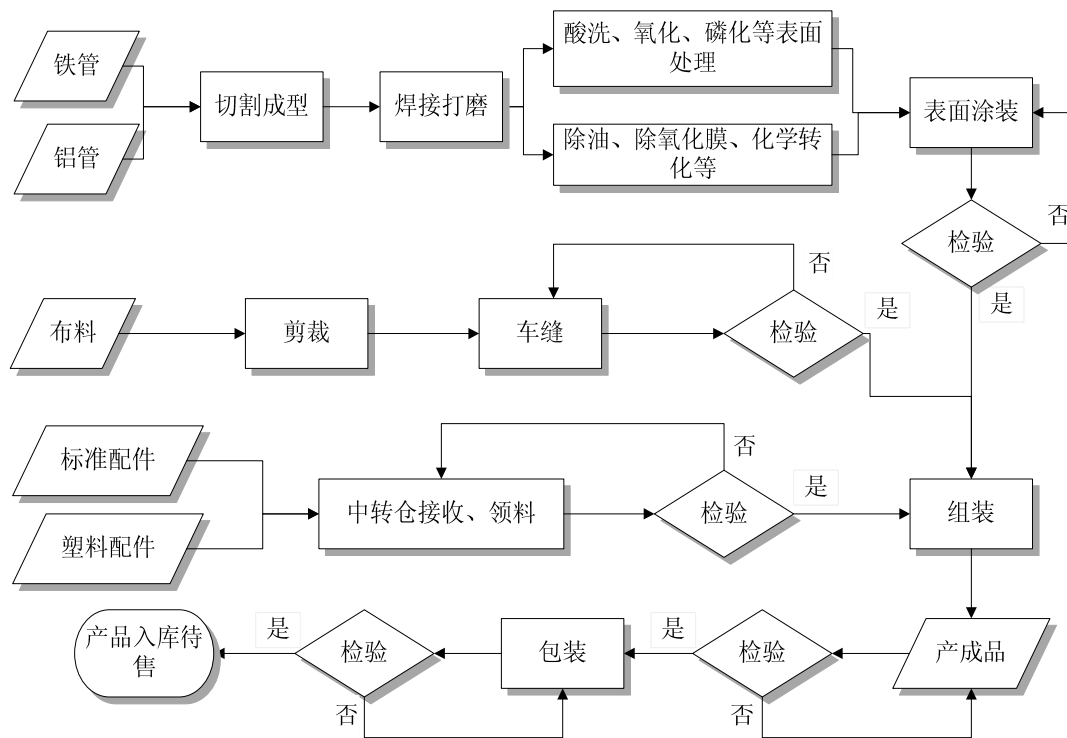 铁管
铝管
切割成型
焊接打磨
酸洗、氧化、磷化等表面
处理
除油、除氧化膜、化学转
化等
表面涂装
检验
否
是
布料
剪裁
车缝
检验
否
是
标准配件
塑料配件
中转仓接收、领料
检验
否
是
组装
产成品
检验
否
是
包装
检验
否
是
产品入库待
售